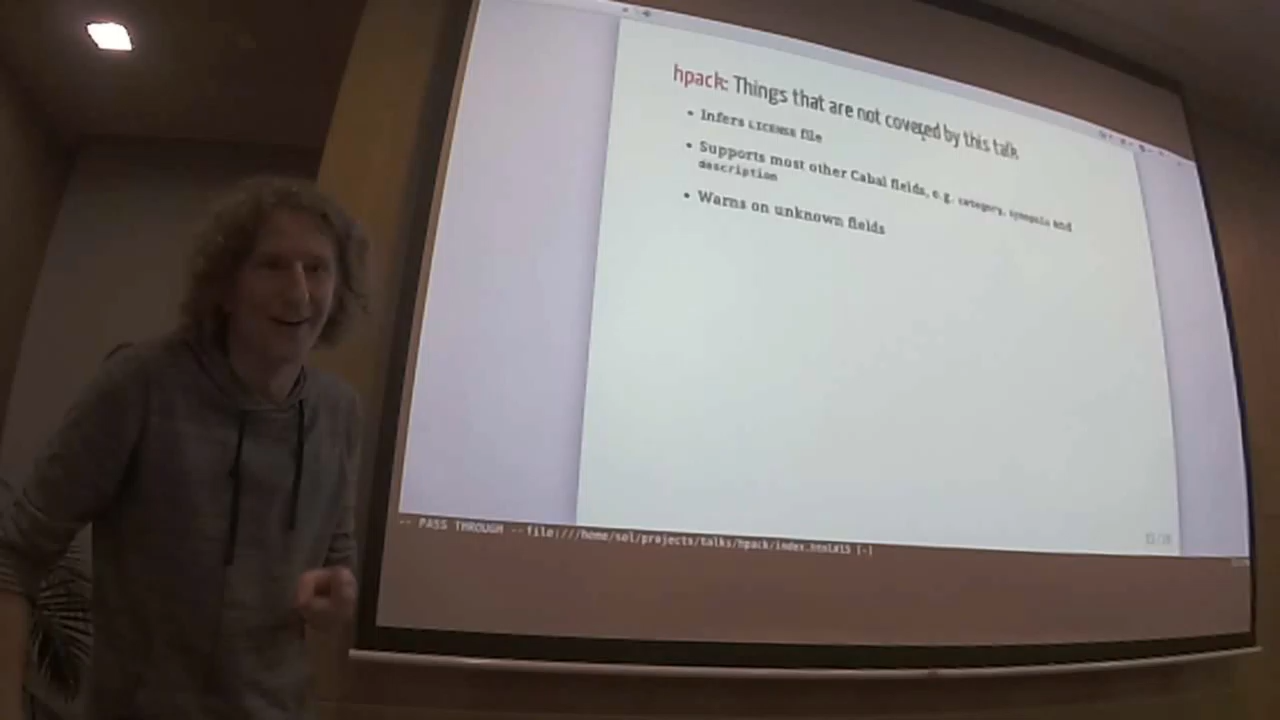 hpack: Things that are not covered by this talk
• Infers LICENSE file
• Supports most other Cabal fields, e.g. category, synopsis and
description
• Warns on unknown fields
-- PASS THROUGH -- file:///home/sol/projects/talks/hpack/index.html#15 [-]